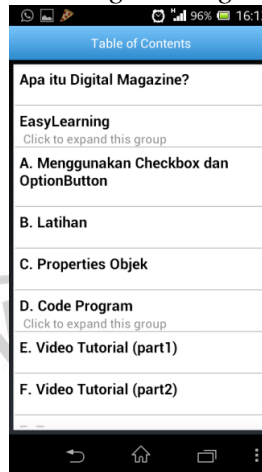 96% 16:1
Table of Contents
Apa itu Digital Magazine?
EasyLearning
Click to expand this group
A. Menggunakan Checkbox dan
OptionButton
B. Latihan
C. Properties Objek
D. Code Program
Click to expand this group
E. Video Tutorial (part1)
F. Video Tutorial (part2)